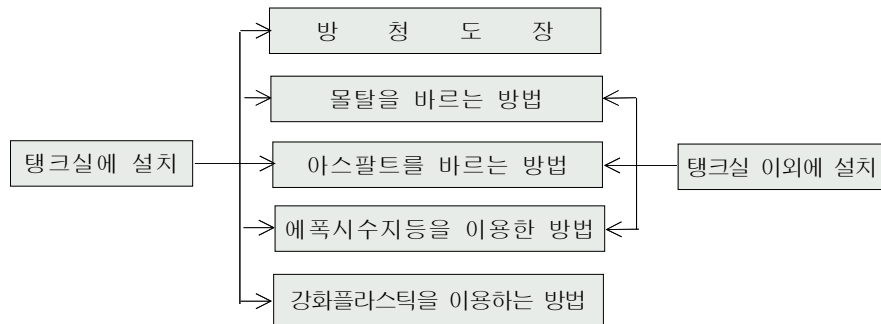 방 청 도 장
몰탈을 바르는 방법
탱크실에 설치
아스팔트를 바르는 방법
탱크실 이외에 설치
에폭시수지등을 이용한 방법
강화플라스틱을 이용하는 방법